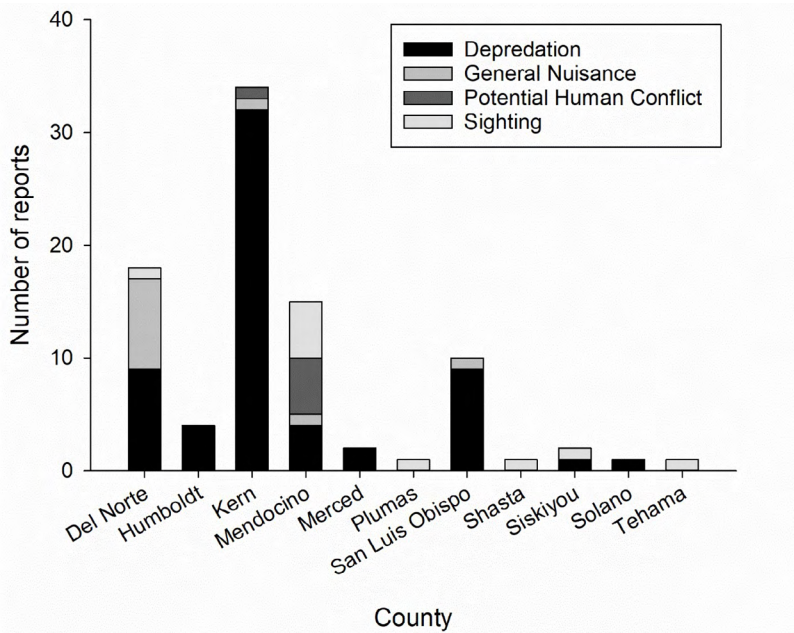 40
30
20
10
0
Number of reports
Depredation
General Nuisance
Potential Human Conflict
Sighting
Del Norte
Humboldt
Kern
Mendocino
Merced
Plumas
San Luis Obispo
Shasta
Siskiyou
Solano
Tehama
County